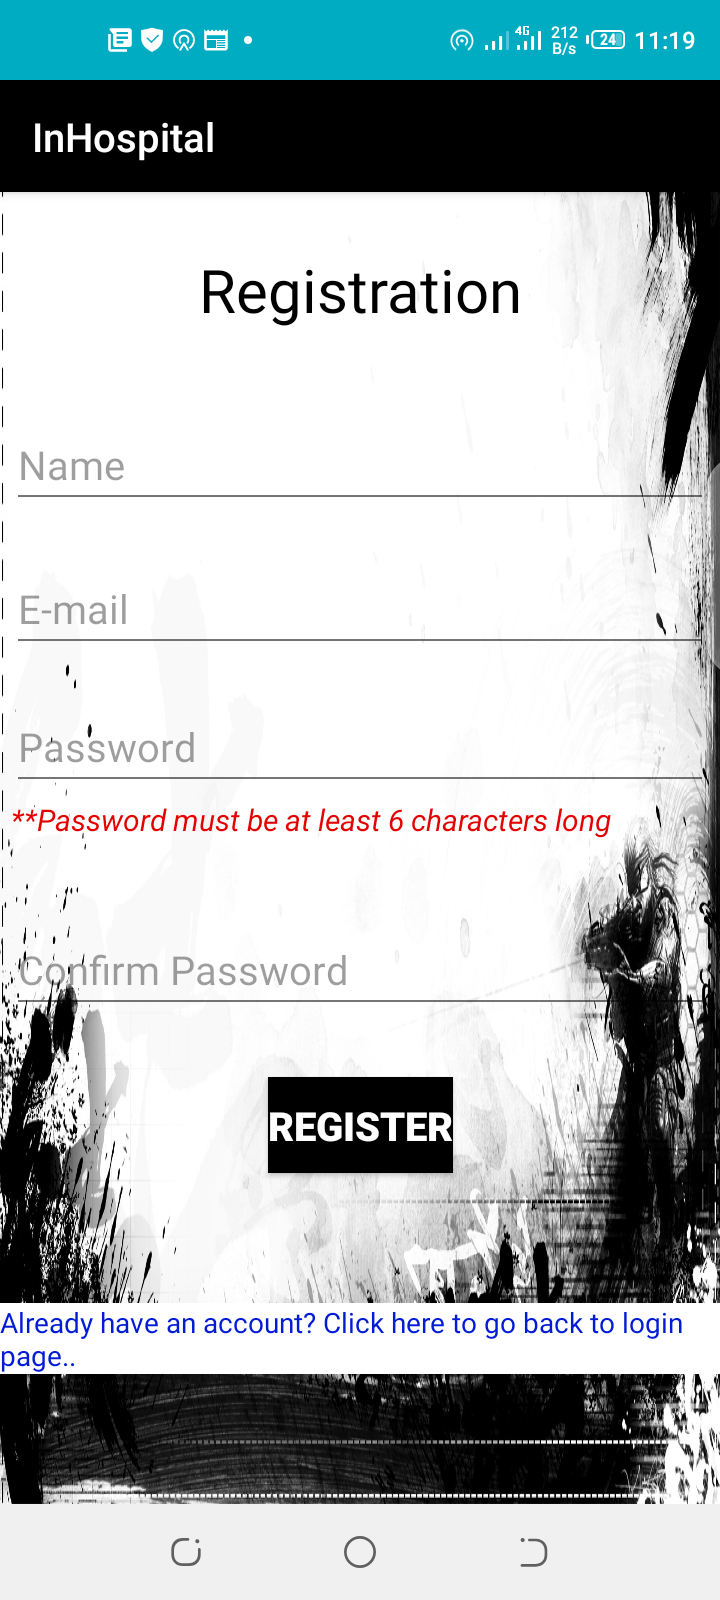 4G 212 B/s 24 11:19
InHospital
Registration
Name
E-mail
Password
**Password must be at least 6 characters long
Confirm Password
REGISTER
Already have an account? Click here to go back to login
page..